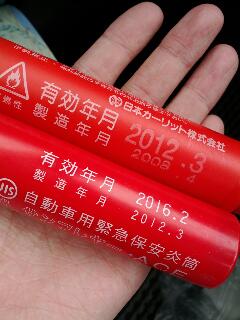 日本カーリット株式会社
有効年月 2012.3
製造年月 2008.4
有効年月 2016.2
製造年月 2012.3
JIS
自動車用緊急保安炎筒